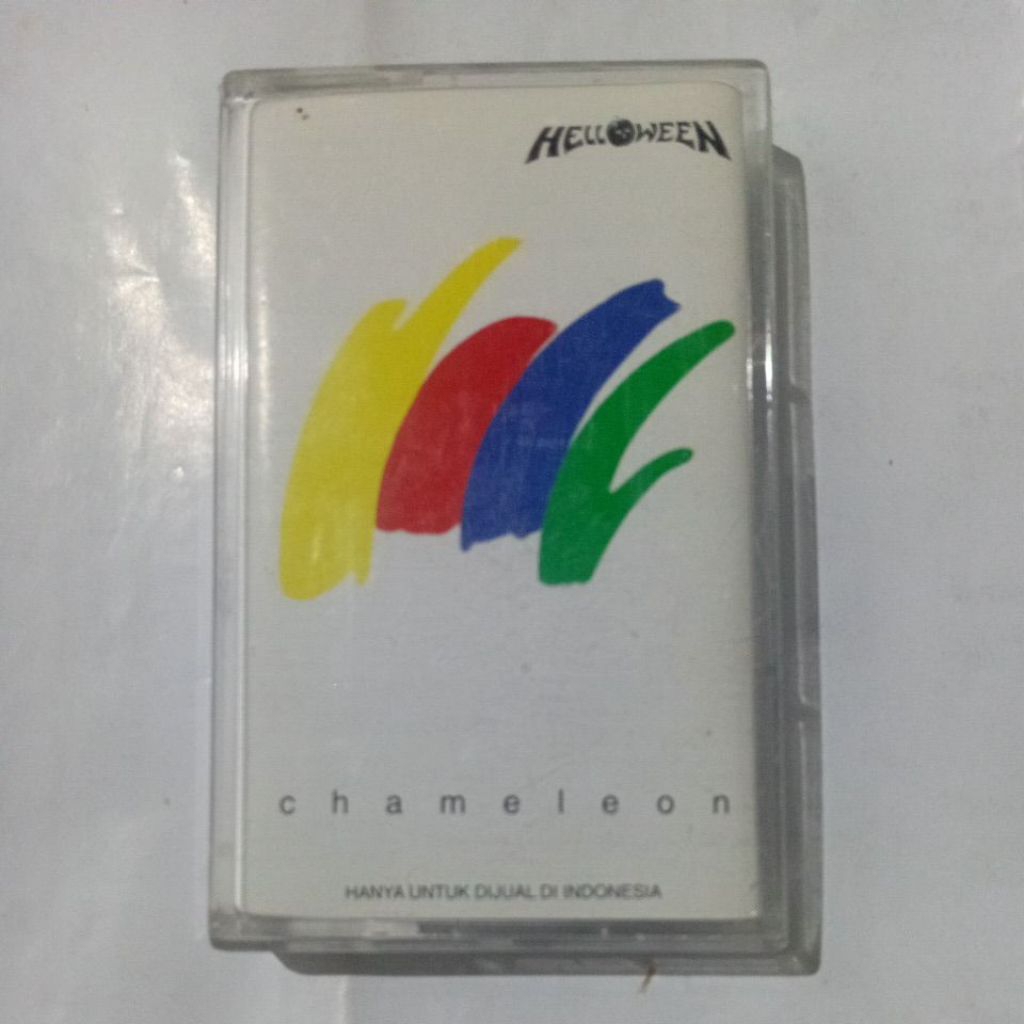 HELLOWEEN
chameleon
HANYA UNTUK DIJUAL DI INDONESIA